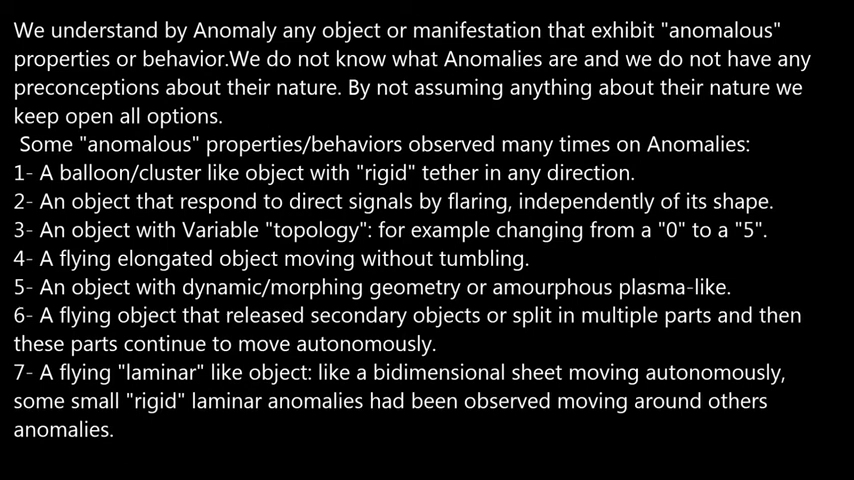 We understand by Anomaly any object or manifestation that exhibit "anomalous"
properties or behavior.We do not know what Anomalies are and we do not have any
preconceptions about their nature. By not assuming anything about their nature we
keep open all options.
Some "anomalous" properties/behaviors observed many times on Anomalies:
1- A balloon/cluster like object with "rigid" tether in any direction.
2- An object that respond to direct signals by flaring, independently of its shape.
3- An object with Variable "topology": for example changing from a "0" to a "5".
4- A flying elongated object moving without tumbling.
5- An object with dynamic/morphing geometry or amourphous plasma-like.
6- A flying object that released secondary objects or split in multiple parts and then
these parts continue to move autonomously.
7- A flying "laminar" like object: like a bidimensional sheet moving autonomously,
some small "rigid" laminar anomalies had been observed moving around others
anomalies.